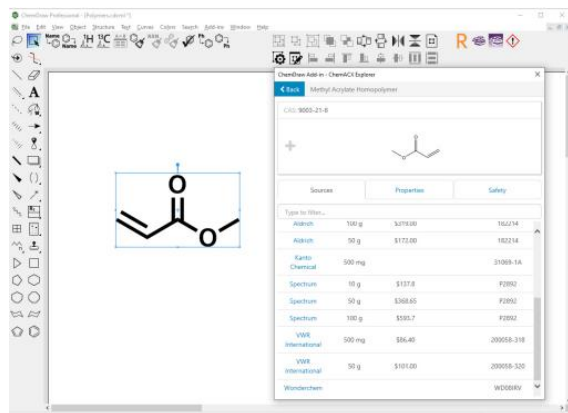 ChemDraw Professional - [Polymers.cdxml*]
File Edit View Object Structure Text Curves Colors Search Add-ins Window Help
ChemDraw Add-in - ChemACX Explorer
Back Methyl Acrylate Homopolymer
CAS: 9003-21-8
Sources Properties Safety
Type to filter...
Aldrich 100 g $319.00 182214
Aldrich 50 g $172.00 182214
Kanto Chemical 500 mg 31069-1A
Spectrum 10 g $137.8 P2892
Spectrum 50 g $368.65 P2892
Spectrum 100 g P2892
VWR International 500 mg $86.40 200058-318
VWR International 50 g $101.00 200058-320
Wonderchem
O
O